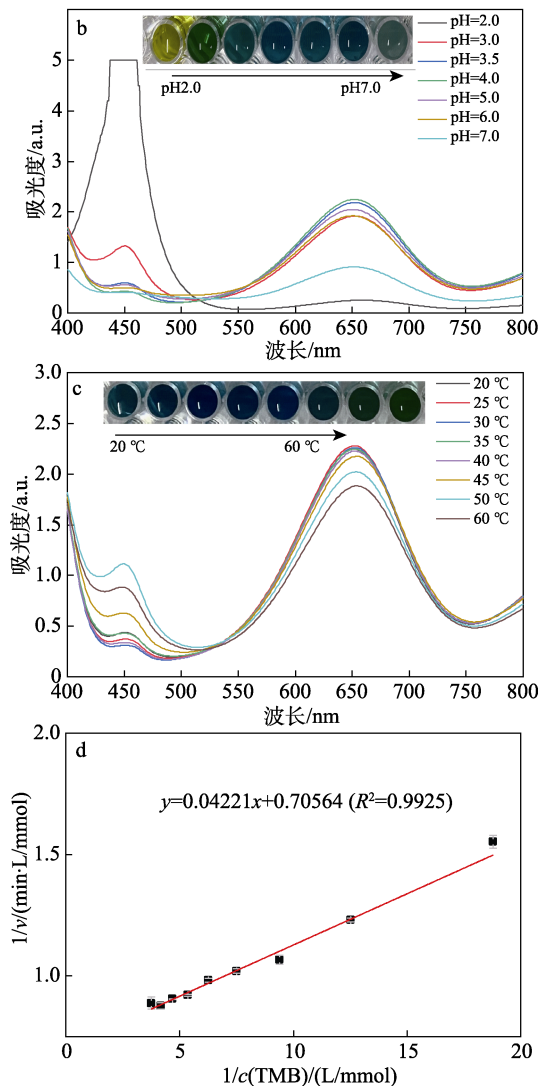 b
pH=2.0
pH=3.0
pH=3.5
pH=4.0
pH=5.0
pH=6.0
pH=7.0
pH2.0 pH7.0
吸光度/a.u.
5
4
3
2
1
0
400 450 500 550 600 650 700 750 800
波长/nm
c
20 ℃
25 ℃
30 ℃
35 ℃
40 ℃
45 ℃
50 ℃
60 ℃
20 ℃ 60 ℃
吸光度/a.u.
3.0
2.5
2.0
1.5
1.0
0.5
0
400 450 500 550 600 650 700 750 800
波长/nm
d
y=0.04221x+0.70564 (R²=0.9925)
1/v/(min·L/mmol)
2.0
1.5
1.0
0 5 10 15 20
1/c(TMB)/(L/mmol)